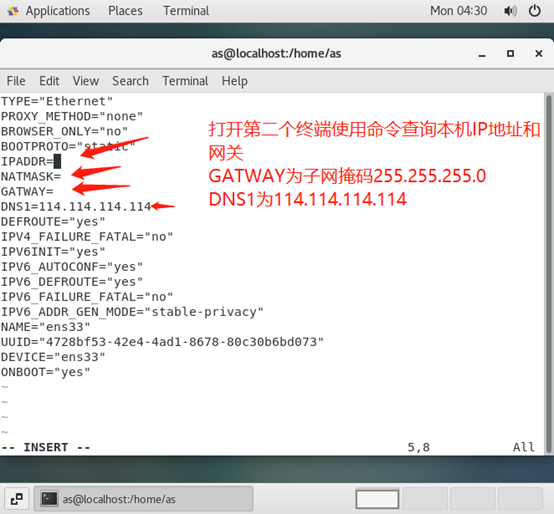 Applications Places Terminal Mon 04:30
as@localhost:/home/as
File Edit View Search Terminal Help
TYPE="Ethernet"
PROXY_METHOD="none"
BROWSER_ONLY="no"
BOOTPROTO="static"
IPADDR=
NATMASK=
GATWAY=
DNS1=114.114.114.114
DEFROUTE="yes"
IPV4_FAILURE_FATAL="no"
IPV6INIT="yes"
IPV6_AUTOCONF="yes"
IPV6_DEFROUTE="yes"
IPV6_FAILURE_FATAL="no"
IPV6_ADDR_GEN_MODE="stable-privacy"
NAME="ens33"
UUID="4728bf53-42e4-4ad1-8678-80c30b6bd073"
DEVICE="ens33"
ONBOOT="yes"
~
~
~
~
-- INSERT -- 5,8 All
打开第二个终端使用命令查询本机IP地址和
网关
GATWAY为子网掩码255.255.255.0
DNS1为114.114.114.114
as@localhost:/home/as